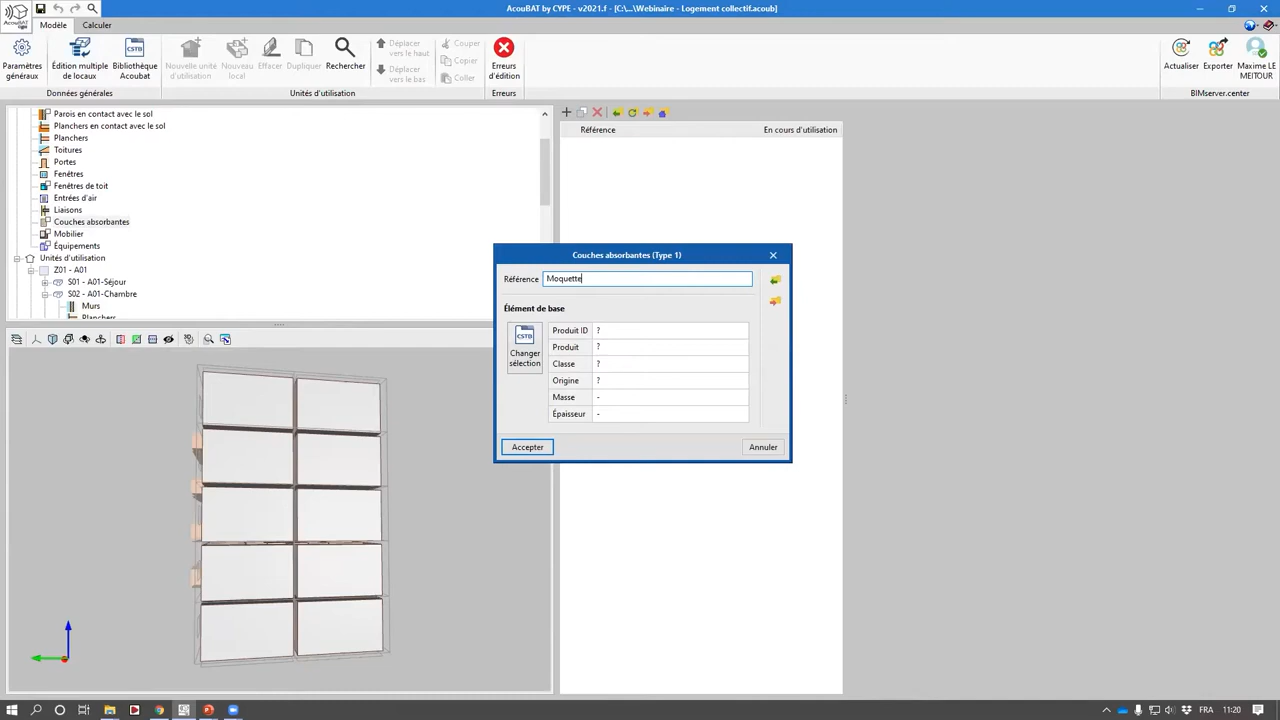 AcouBAT by CYPE - v2021.f - [C:\...\Webinaire - Logement collectif.acoub]
AcouBAT
Modèle
Calculer
Paramètres généraux
Édition multiple de locaux
Bibliothèque Acoubat
Données générales
Nouvelle unité d'utilisation
Nouveau local
Effacer
Dupliquer
Rechercher
Déplacer vers le haut
Déplacer vers le bas
Couper
Copier
Coller
Unités d'utilisation
Erreurs d'édition
Erreurs
Actualiser
Exporter
Maxime LE MEITOUR
BIMserver.center
Parois en contact avec le sol
Planchers en contact avec le sol
Planchers
Toitures
Portes
Fenêtres
Fenêtres de toit
Entrées d'air
Liaisons
Couches absorbantes
Mobilier
Équipements
Unités d'utilisation
Z01 - A01
S01 - A01-Séjour
S02 - A01-Chambre
Murs
Planchers
Référence
En cours d'utilisation
Couches absorbantes (Type 1)
Référence
Moquette
Élément de base
CSTB
Changer sélection
Produit ID ?
Produit ?
Classe ?
Origine ?
Masse -
Épaisseur -
Accepter
Annuler
FRA
11:20